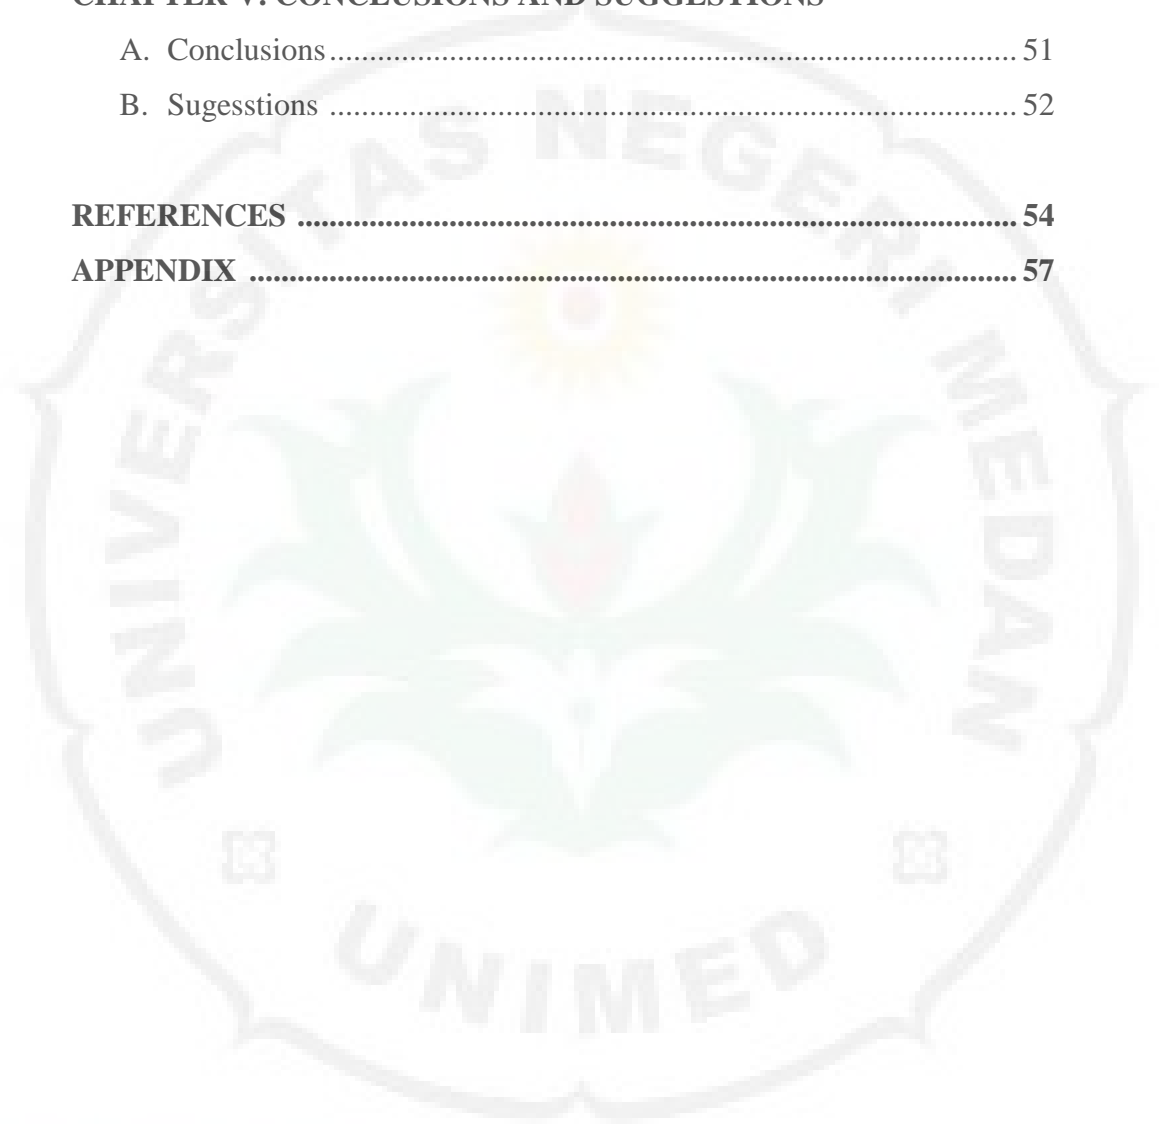 CHAPTER V: CONCLUSIONS AND SUGGESTIONS
A. Conclusions ........................................................................................ 51
B. Sugesstions ........................................................................................ 52
REFERENCES ........................................................................................ 54
APPENDIX ........................................................................................ 57
UNIVERSITAS NEGERI MEDAN
UNIMED